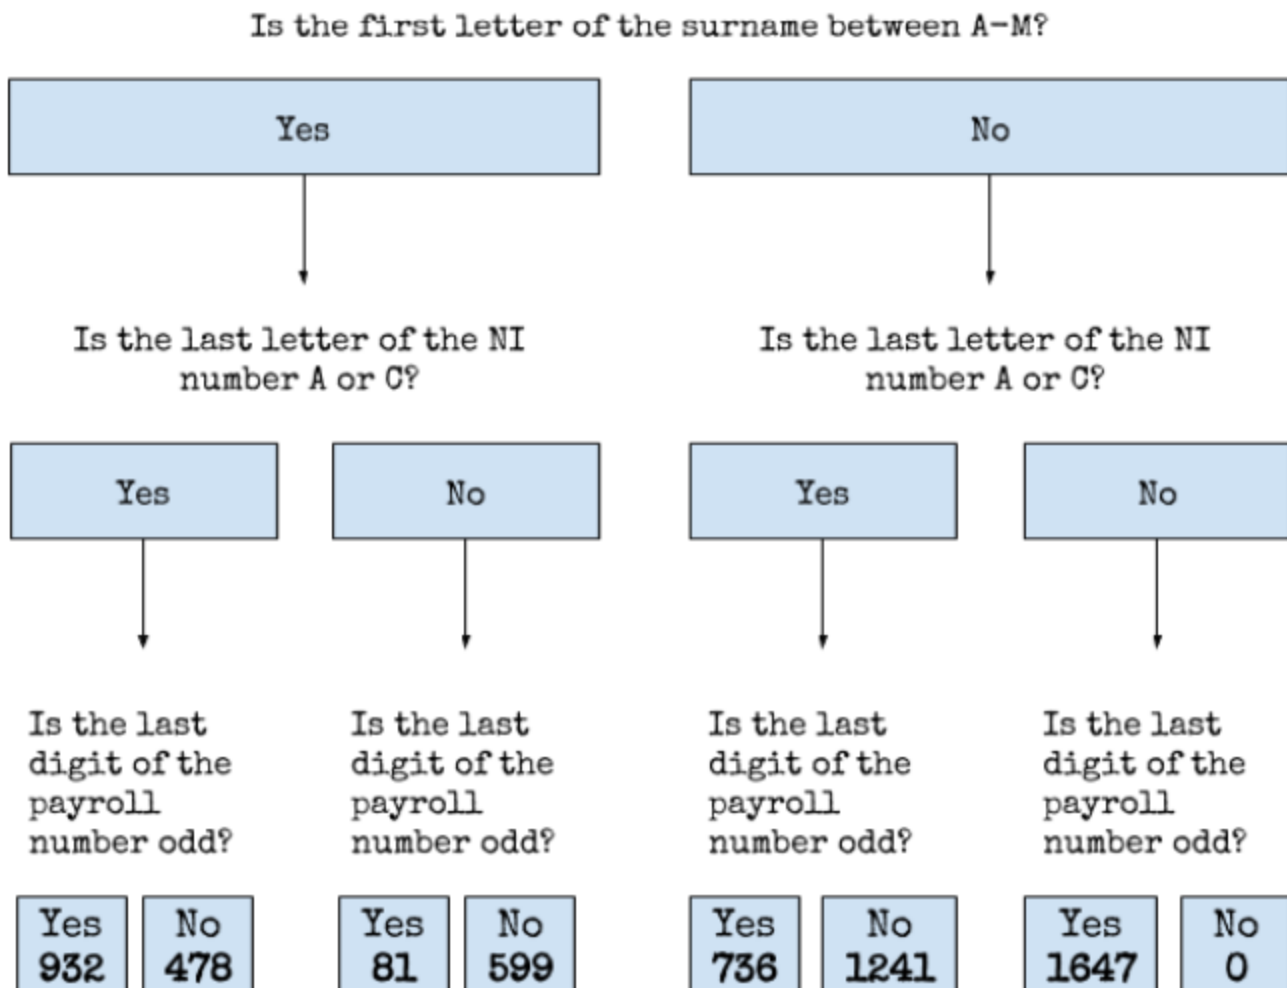 Is the first letter of the surname between A-M?
Yes
No
Is the last letter of the NI
number A or C?
Is the last letter of the NI
number A or C?
Yes
No
Yes
No
Is the last
digit of the
payroll
number odd?
Is the last
digit of the
payroll
number odd?
Is the last
digit of the
payroll
number odd?
Is the last
digit of the
payroll
number odd?
Yes
932
No
478
Yes
81
No
599
Yes
736
No
1241
Yes
1647
No
0